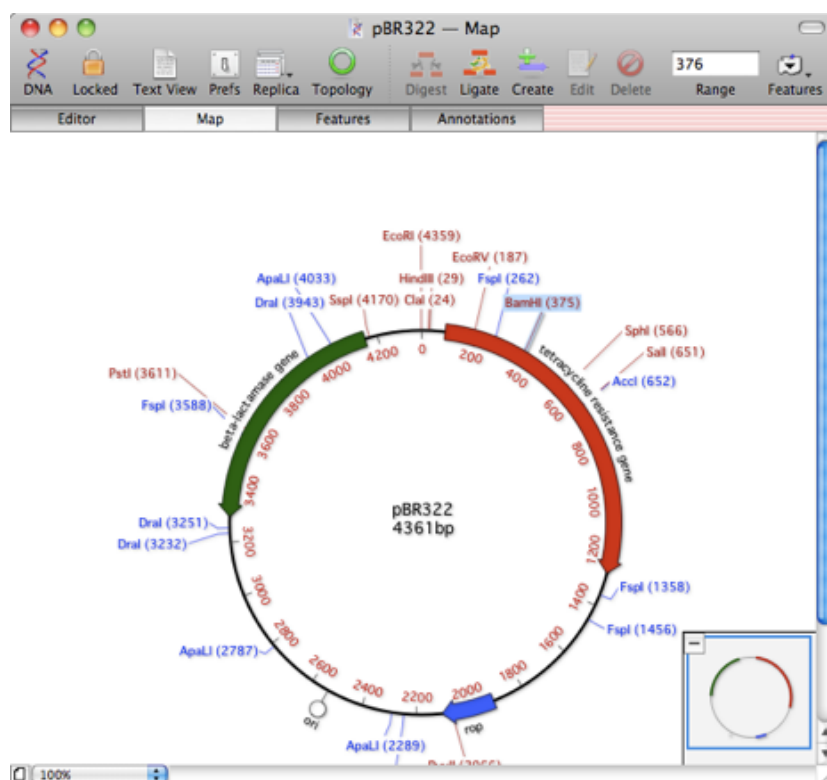 pBR322 — Map
DNA Locked Text View Prefs Replica Topology Digest Ligate Create Edit Delete 376 Range Features
Editor Map Features Annotations
EcoRI (4359)
EcoRV (187)
ApaLI (4033) HindIII (29) FspI (262)
DraI (3943) SspI (4170) ClaI (24) BamHI (375)
SphI (566)
SalI (651)
PstI (3611) AccI (652)
FspI (3588)
beta-lactamase gene
tetracycline resistance gene
0
200
400
600
800
1000
1200
1400
1600
1800
2000
2200
2400
2600
2800
3000
3200
3400
3600
3800
4000
4200
pBR322
4361bp
DraI (3251)
DraI (3232)
FspI (1358)
FspI (1456)
ApaLI (2787)
ori
rop
ApaLI (2289)
100%